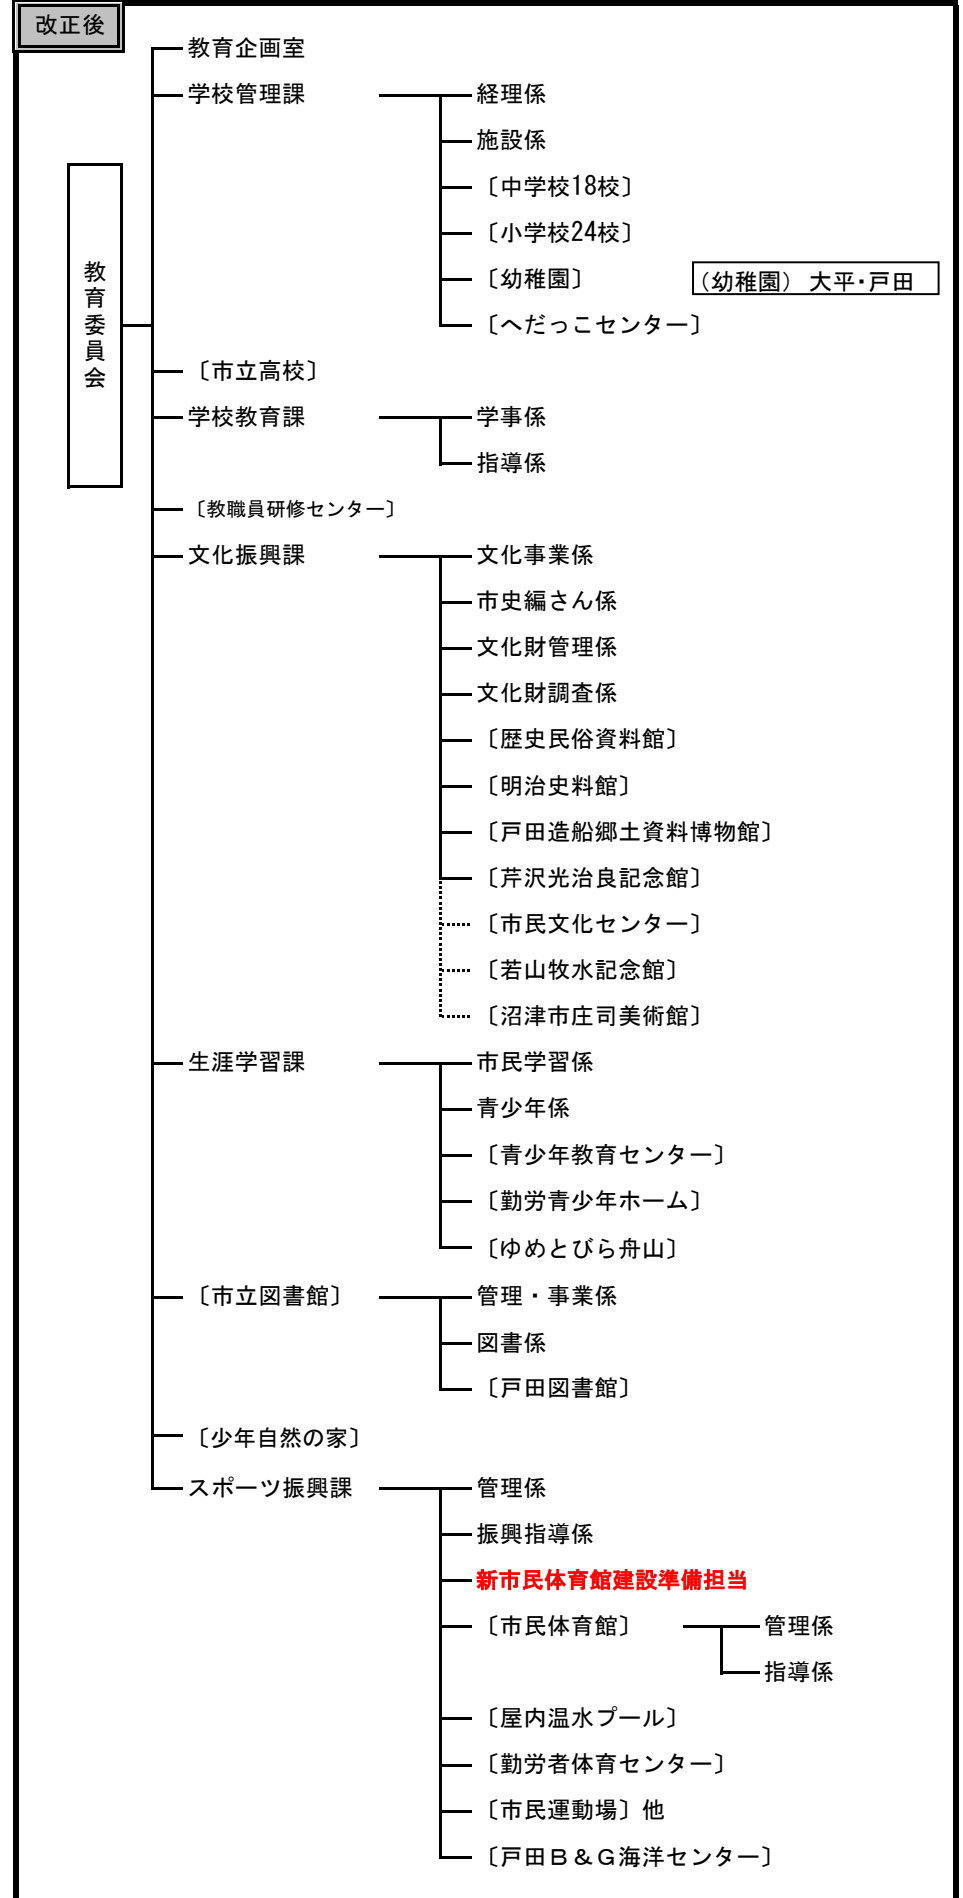 改正後
教育委員会
教育企画室
学校管理課
経理係
施設係
〔中学校18校〕
〔小学校24校〕
〔幼稚園〕
（幼稚園） 大平・戸田
〔へだっこセンター〕
〔市立高校〕
学校教育課
学事係
指導係
〔教職員研修センター〕
文化振興課
文化事業係
市史編さん係
文化財管理係
文化財調査係
〔歴史民俗資料館〕
〔明治史料館〕
〔戸田造船郷土資料博物館〕
〔芹沢光治良記念館〕
〔市民文化センター〕
〔若山牧水記念館〕
〔沼津市庄司美術館〕
生涯学習課
市民学習係
青少年係
〔青少年教育センター〕
〔勤労青少年ホーム〕
〔ゆめとびら舟山〕
〔市立図書館〕
管理・事業係
図書係
〔戸田図書館〕
〔少年自然の家〕
スポーツ振興課
管理係
振興指導係
新市民体育館建設準備担当
〔市民体育館〕
管理係
指導係
〔屋内温水プール〕
〔勤労者体育センター〕
〔市民運動場〕他
〔戸田Ｂ＆Ｇ海洋センター〕